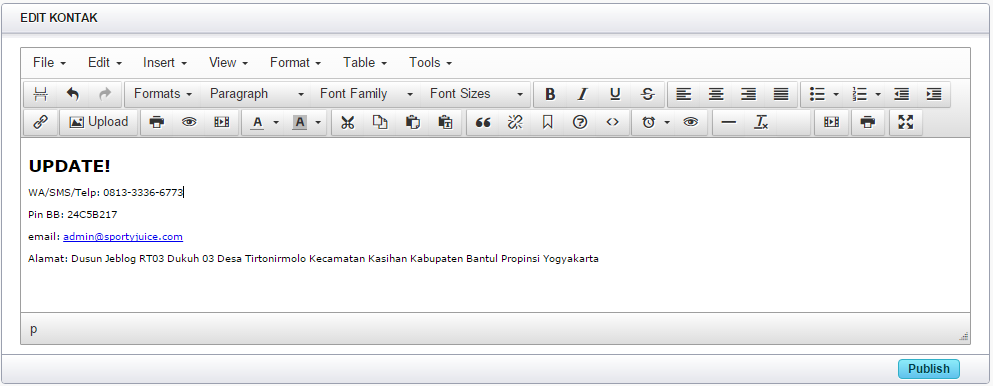 EDIT KONTAK
File Edit Insert View Format Table Tools
Formats Paragraph Font Family Font Sizes B I U S
Upload A A
UPDATE!
WA/SMS/Telp: 0813-3336-6773
Pin BB: 24C5B217
email: admin@sportyjuice.com
Alamat: Dusun Jeblog RT03 Dukuh 03 Desa Tirtonirmolo Kecamatan Kasihan Kabupaten Bantul Propinsi Yogyakarta
p
Publish